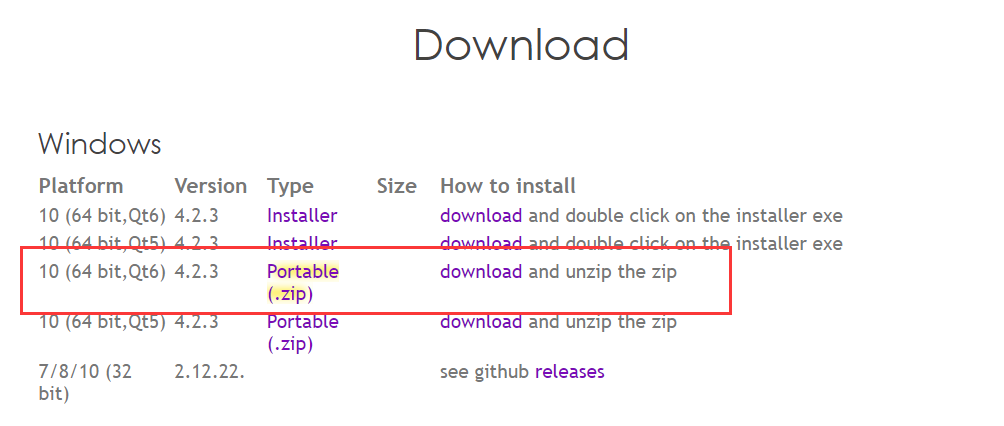 Download
Windows
Platform Version Type Size How to install
10 (64 bit,Qt6) 4.2.3 Installer download and double click on the installer exe
10 (64 bit,Qt5) 4.2.3 Installer download and double click on the installer exe
10 (64 bit,Qt6) 4.2.3 Portable download and unzip the zip
(.zip)
10 (64 bit,Qt5) 4.2.3 Portable download and unzip the zip
(.zip)
7/8/10 (32 2.12.22. see github releases
bit)